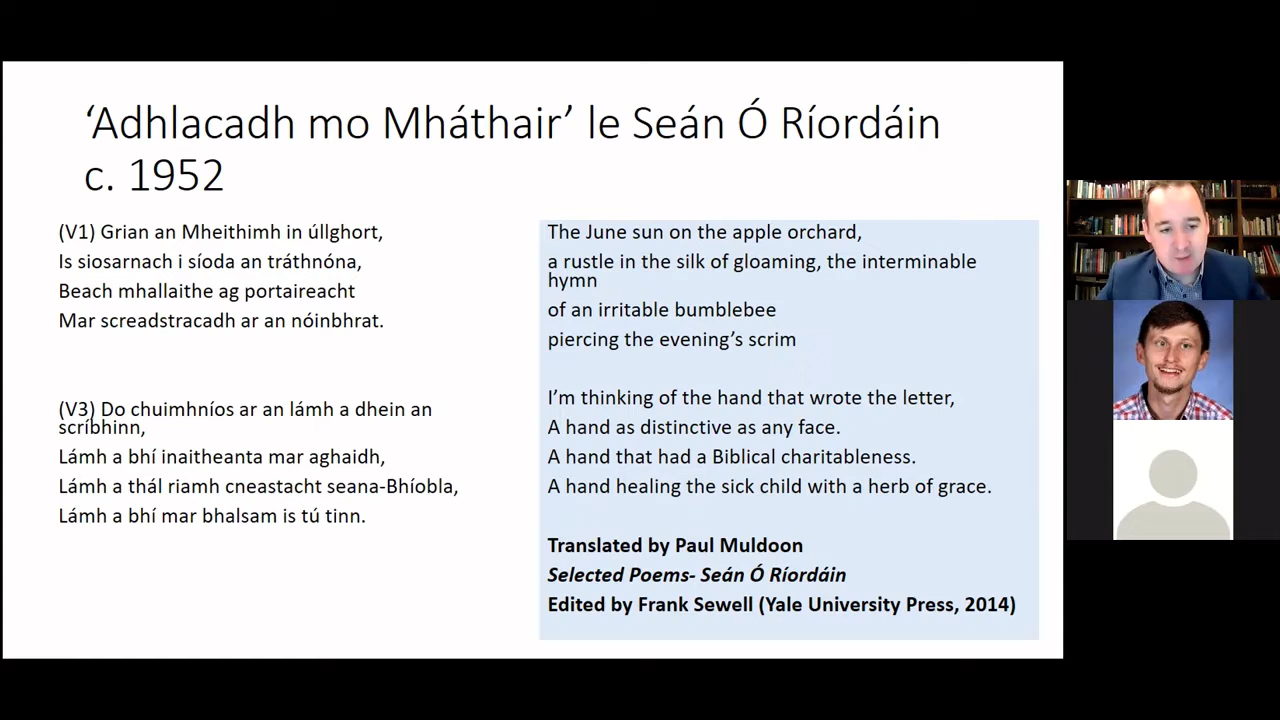 ‘Adhlacadh mo Mháthair’ le Seán Ó Ríordáin
c. 1952
(V1) Grian an Mheithimh in úllghort,
Is siosarnach i síoda an tráthnóna,
Beach mhallaithe ag portaireacht
Mar screadstracadh ar an nóinbhrat.
(V3) Do chuimhníos ar an lámh a dhein an
scríbhinn,
Lámh a bhí inaitheanta mar aghaidh,
Lámh a thál riamh cneastacht seana-Bhíobla,
Lámh a bhí mar bhalsam is tú tinn.
The June sun on the apple orchard,
a rustle in the silk of gloaming, the interminable
hymn
of an irritable bumblebee
piercing the evening’s scrim
I’m thinking of the hand that wrote the letter,
A hand as distinctive as any face.
A hand that had a Biblical charitableness.
A hand healing the sick child with a herb of grace.
Translated by Paul Muldoon
Selected Poems- Seán Ó Ríordáin
Edited by Frank Sewell (Yale University Press, 2014)